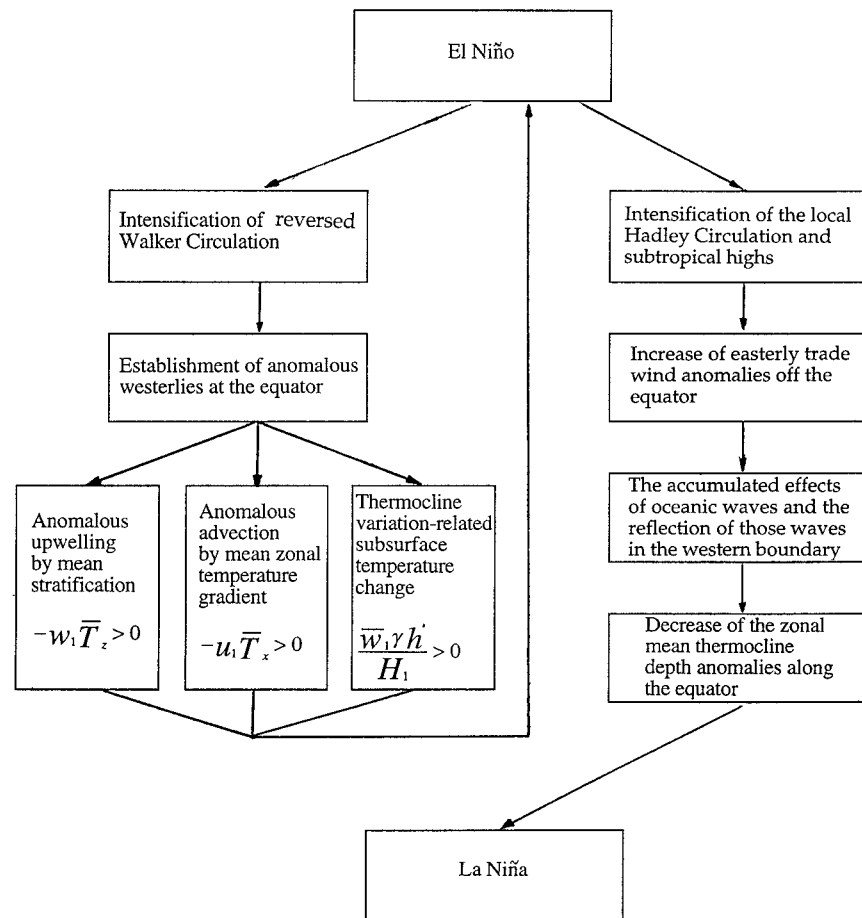 El Niño
Intensification of reversed
Walker Circulation
Establishment of anomalous
westerlies at the equator
Anomalous
upwelling
by mean
stratification
−w₁T̅_z > 0
Anomalous
advection
by mean zonal
temperature
gradient
−u₁T̅_x > 0
Thermocline
variation-related
subsurface
temperature
change
w̅₁γh′
H₁ > 0
Intensification of the local
Hadley Circulation and
subtropical highs
Increase of easterly trade
wind anomalies off the
equator
The accumulated effects
of oceanic waves and the
reflection of those waves
in the western boundary
Decrease of the zonal
mean thermocline
depth anomalies along
the equator
La Niña